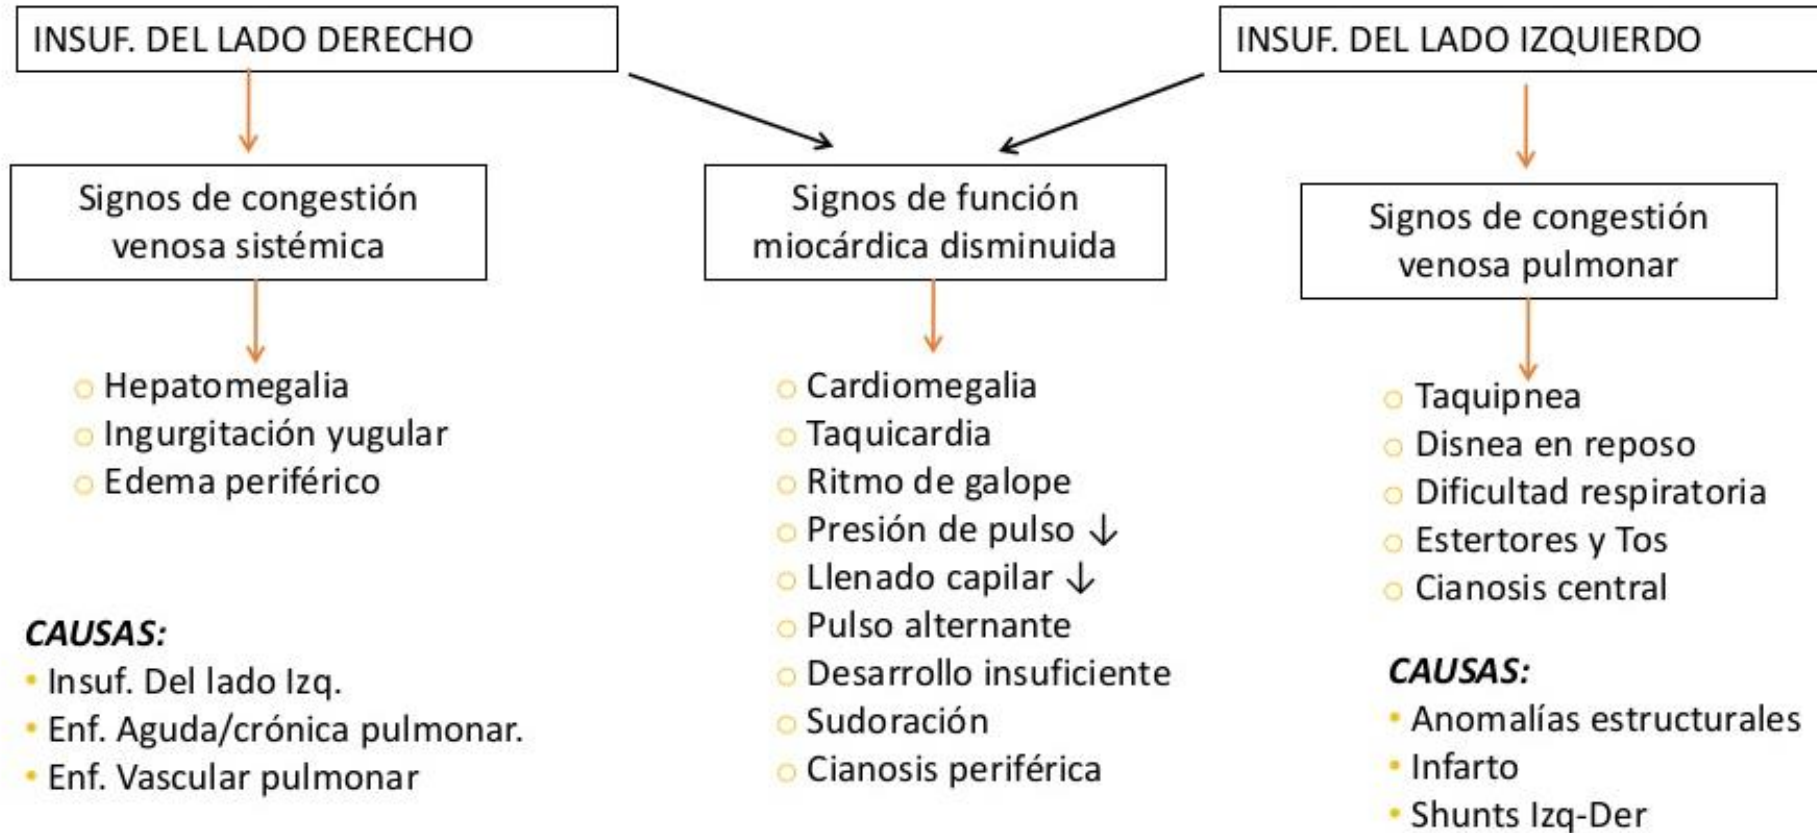 INSUF. DEL LADO DERECHO
INSUF. DEL LADO IZQUIERDO
Signos de congestión
venosa sistémica
Hepatomegalia
Ingurgitación yugular
Edema periférico
CAUSAS:
Insuf. Del lado Izq.
Enf. Aguda/crónica pulmonar.
Enf. Vascular pulmonar
Signos de función
miocárdica disminuida
Cardiomegalia
Taquicardia
Ritmo de galope
Presión de pulso ↓
Llenado capilar ↓
Pulso alternante
Desarrollo insuficiente
Sudoración
Cianosis periférica
Signos de congestión
venosa pulmonar
Taquipnea
Disnea en reposo
Dificultad respiratoria
Estertores y Tos
Cianosis central
CAUSAS:
Anomalías estructurales
Infarto
Shunts Izq-Der